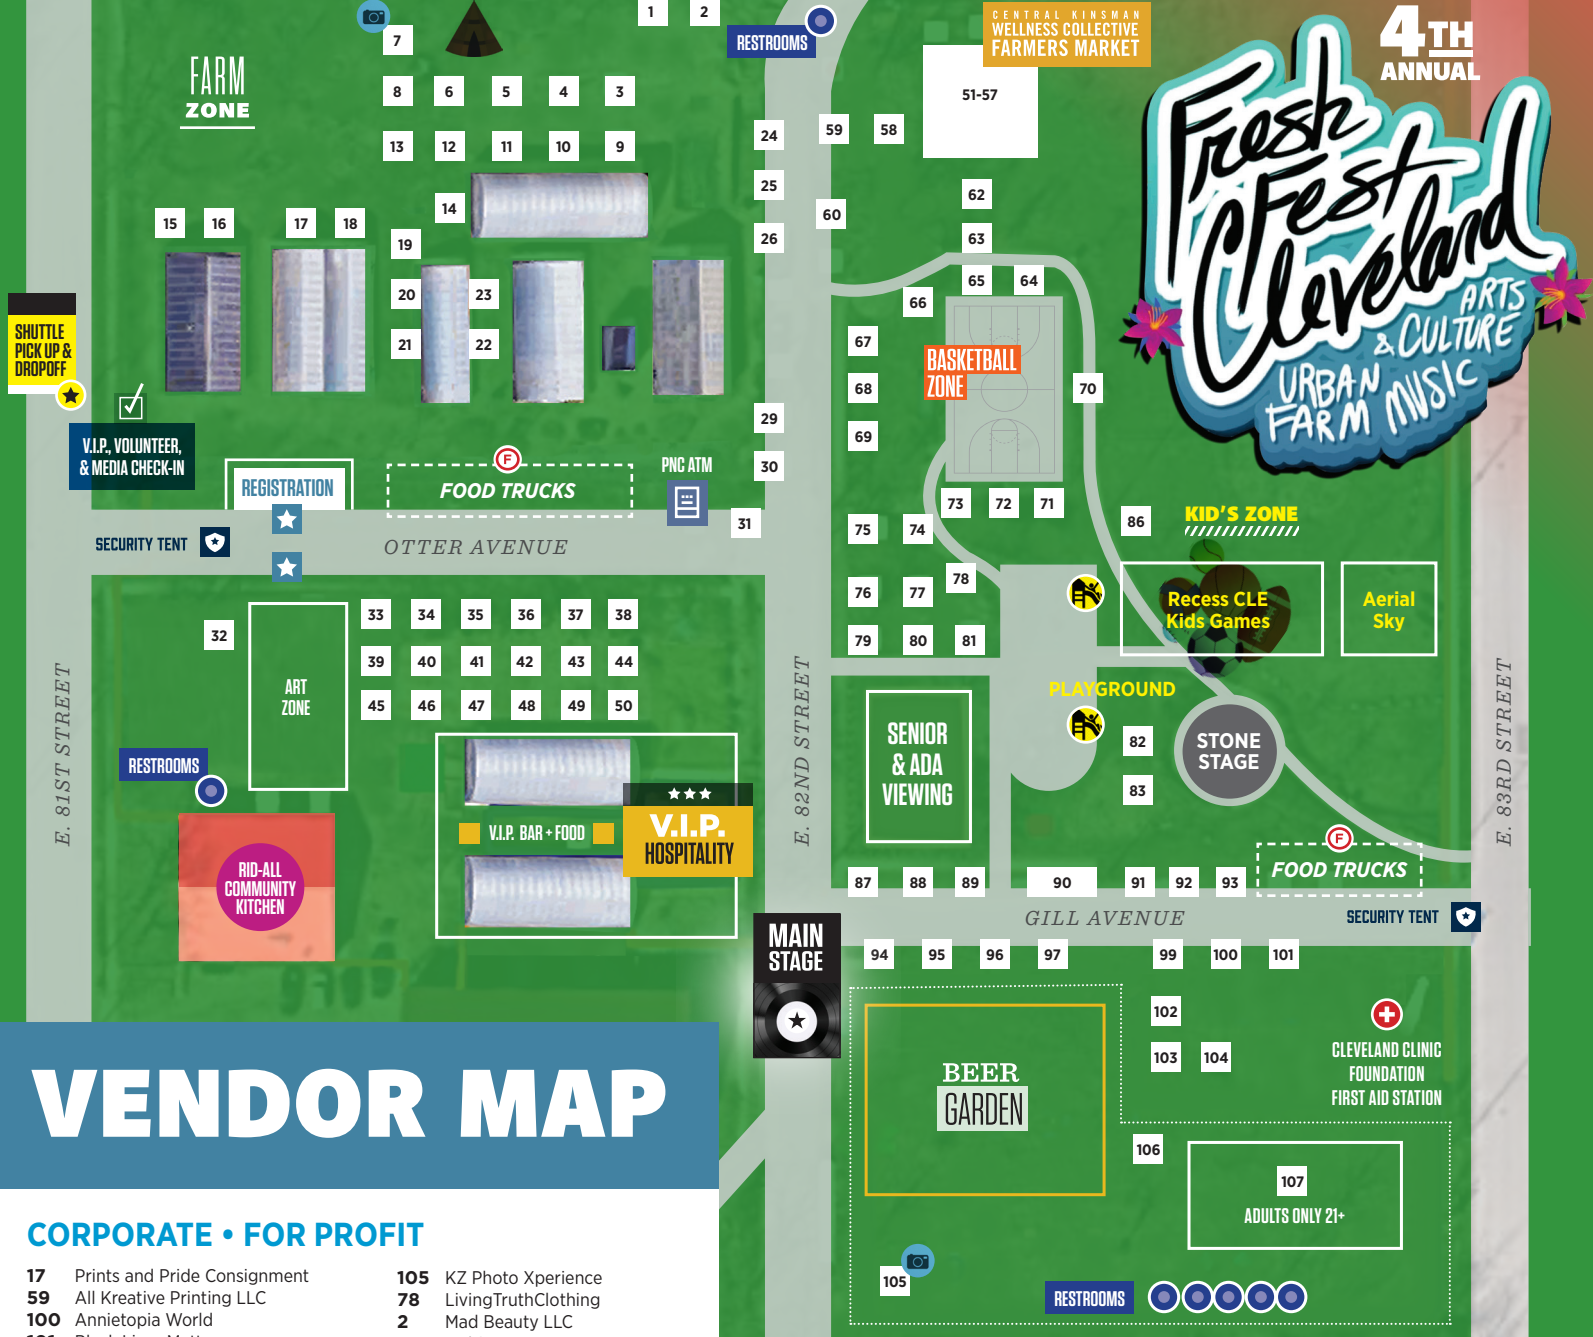 1
2
7
RESTROOMS
CENTRAL KINSMAN
WELLNESS COLLECTIVE
FARMERS MARKET
4TH
ANNUAL
FARM
ZONE
8 6 5 4 3
51-57
Fresh
Fest
Cleveland
ARTS
& CULTURE
URBAN
FARM MUSIC
13 12 11 10 9
24 59 58
14
25
62
15 16 17 18
60
19
26
63
20 23
65 64
66
SHUTTLE
PICK UP &
DROPOFF
21 22
67
BASKETBALL
ZONE
68
70
29
69
V.I.P., VOLUNTEER,
& MEDIA CHECK-IN
F
PNC ATM
30
REGISTRATION
FOOD TRUCKS
73 72 71
31
75 74
86
KID'S ZONE
SECURITY TENT
OTTER AVENUE
78
76 77
Recess CLE
Kids Games
Aerial
Sky
32
33 34 35 36 37 38
79 80 81
39 40 41 42 43 44
ART
ZONE
45 46 47 48 49 50
PLAYGROUND
E. 81ST STREET
E. 82ND STREET
E. 83RD STREET
SENIOR
& ADA
VIEWING
82
STONE
STAGE
83
RESTROOMS
V.I.P. BAR + FOOD
V.I.P.
HOSPITALITY
F
FOOD TRUCKS
RID-ALL
COMMUNITY
KITCHEN
87 88 89 90 91 92 93
GILL AVENUE
SECURITY TENT
MAIN
STAGE
94 95 96 97 99 100 101
102
103 104
CLEVELAND CLINIC
FOUNDATION
FIRST AID STATION
BEER
GARDEN
106
107
ADULTS ONLY 21+
105
RESTROOMS
VENDOR MAP
CORPORATE • FOR PROFIT
17 Prints and Pride Consignment
59 All Kreative Printing LLC
100 Annietopia World
105 KZ Photo Xperience
78 LivingTruthClothing
2 Mad Beauty LLC